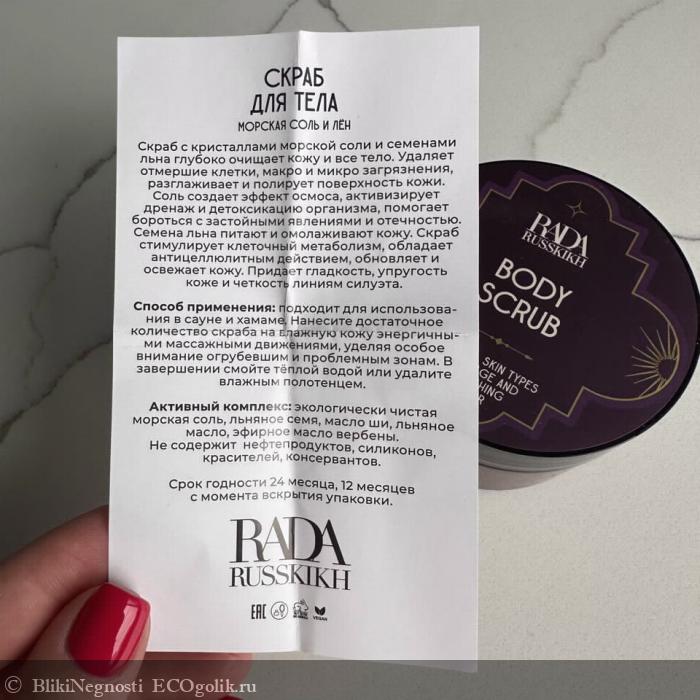 СКРАБ
ДЛЯ ТЕЛА
МОРСКАЯ СОЛЬ И ЛЁН
Скраб с кристаллами морской соли и семенами
льна глубоко очищает кожу и все тело. Удаляет
отмершие клетки, макро и микро загрязнения,
разглаживает и полирует поверхность кожи.
Соль создает эффект осмоса, активизирует
дренаж и детоксикацию организма, помогает
бороться с застойными явлениями и отечностью.
Семена льна питают и омолаживают кожу. Скраб
стимулирует клеточный метаболизм, обладает
антицеллюлитным действием, обновляет и
освежает кожу. Придает гладкость, упругость
коже и четкость линиям силуэта.
Способ применения: подходит для использова-
ния в сауне и хамаме. Нанесите достаточное
количество скраба на влажную кожу энергичны-
ми массажными движениями, уделяя особое
внимание огрубевшим и проблемным зонам. В
завершении смойте тёплой водой или удалите
влажным полотенцем.
Активный комплекс: экологически чистая
морская соль, льняное семя, масло ши, льняное
масло, эфирное масло вербены.
Не содержит нефтепродуктов, силиконов,
красителей, консервантов.
Срок годности 24 месяца, 12 месяцев
с момента вскрытия упаковки.
RADA
RUSSKIKH
EAC
VEGAN
RADA
RUSSKIKH
BODY
SCRUB
SKIN TYPES
GE AND
HING
R
© BlikiNegnosti ECOgolik.ru